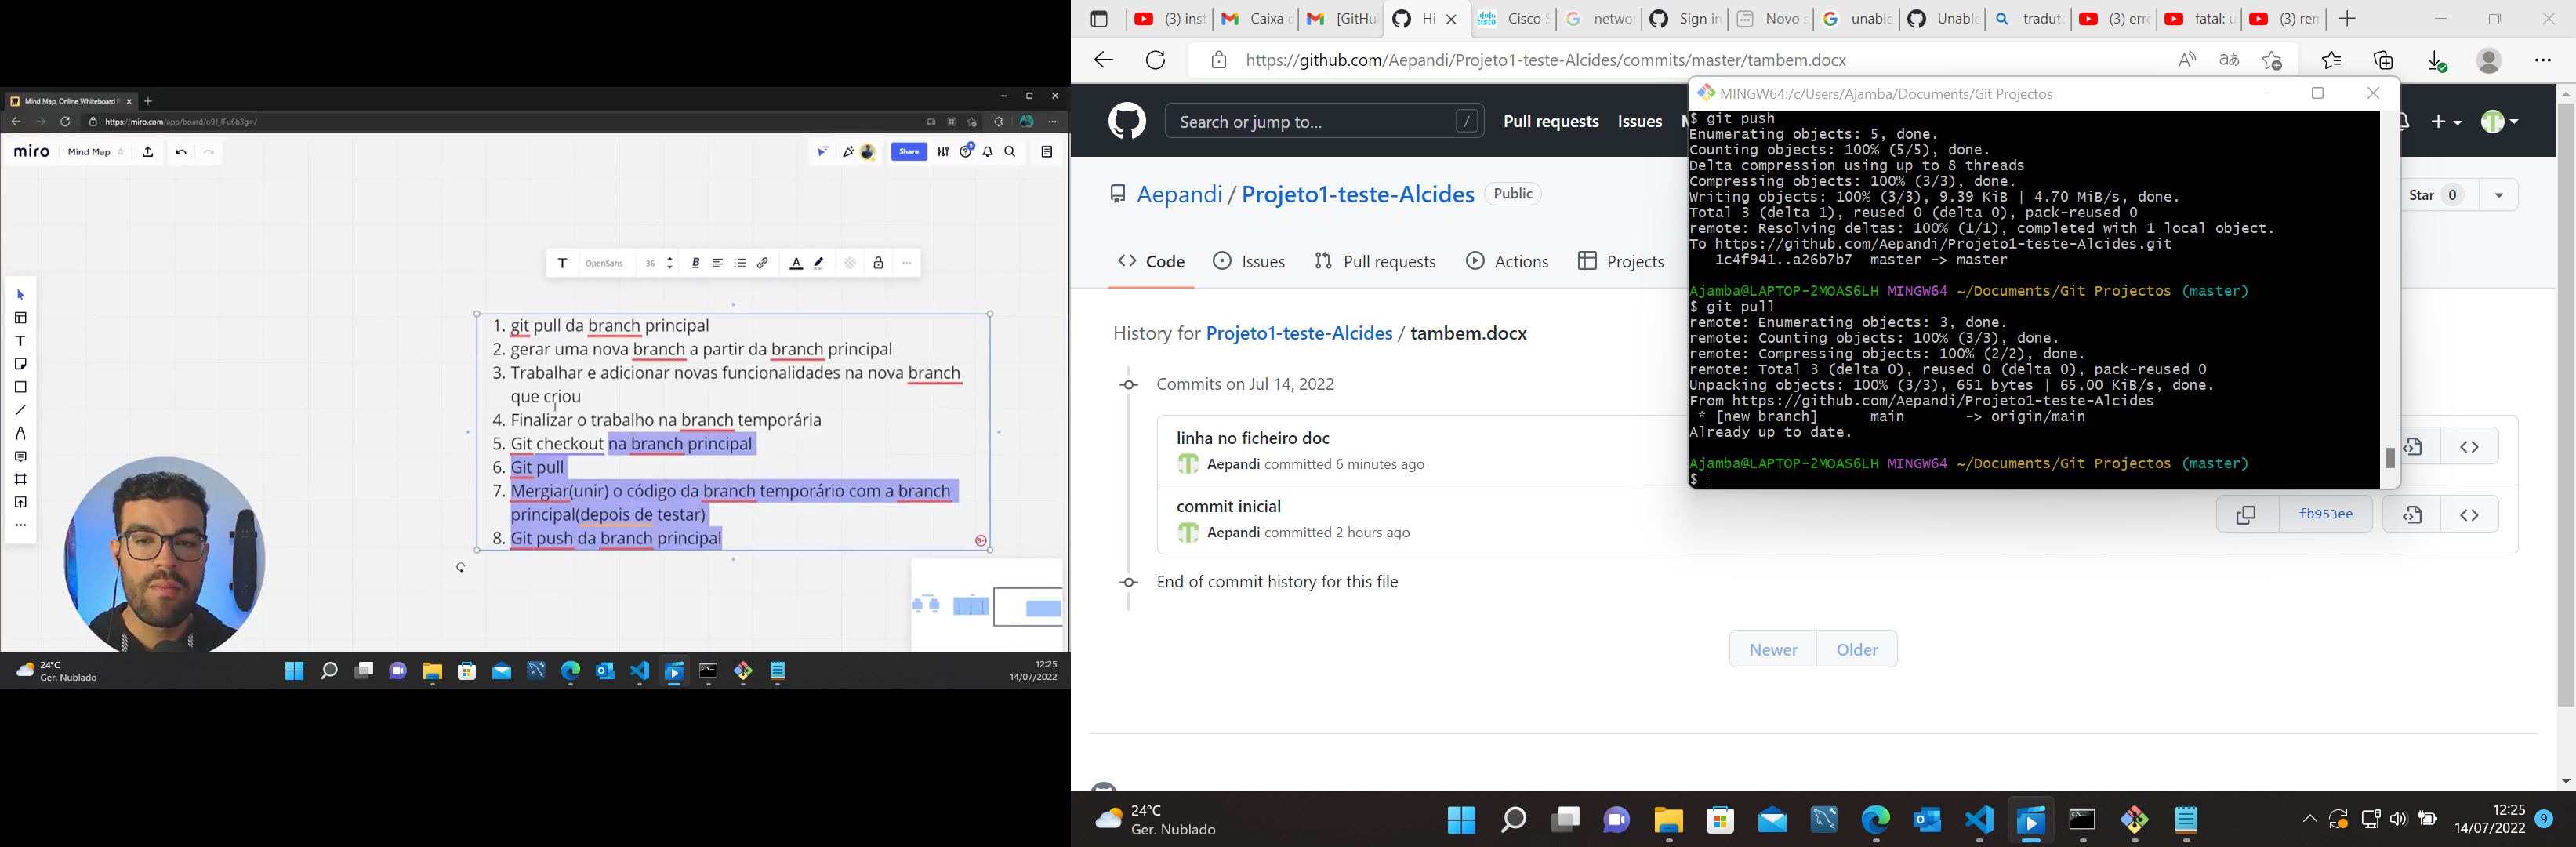 Mind Map, Online Whiteboard f
https://miro.com/app/board/o9J_lFu6b3g=/
miro
Mind Map
Share
OpenSans
36
1. git pull da branch principal
2. gerar uma nova branch a partir da branch principal
3. Trabalhar e adicionar novas funcionalidades na nova branch
que criou
4. Finalizar o trabalho na branch temporária
5. Git checkout na branch principal
6. Git pull
7. Mergiar(unir) o código da branch temporário com a branch
principal(depois de testar)
8. Git push da branch principal
24°C
Ger. Nublado
12:25
14/07/2022
(3) inst
Caixa
[GitHu
Hi
Cisco S
networ
Sign in
Novo s
unable
Unable
traduto
(3) erro
fatal: u
(3) rem
https://github.com/Aepandi/Projeto1-teste-Alcides/commits/master/tambem.docx
Search or jump to...
/
Pull requests
Issues
Aepandi / Projeto1-teste-Alcides
Public
Star 0
Code
Issues
Pull requests
Actions
Projects
History for Projeto1-teste-Alcides / tambem.docx
Commits on Jul 14, 2022
linha no ficheiro doc
Aepandi committed 6 minutes ago
commit inicial
Aepandi committed 2 hours ago
fb953ee
End of commit history for this file
Newer
Older
MINGW64:/c/Users/Ajamba/Documents/Git Projectos
$ git push
Enumerating objects: 5, done.
Counting objects: 100% (5/5), done.
Delta compression using up to 8 threads
Compressing objects: 100% (3/3), done.
Writing objects: 100% (3/3), 9.39 KiB | 4.70 MiB/s, done.
Total 3 (delta 1), reused 0 (delta 0), pack-reused 0
remote: Resolving deltas: 100% (1/1), completed with 1 local object.
To https://github.com/Aepandi/Projeto1-teste-Alcides.git
1c4f941..a26b7b7 master -> master
Ajamba@LAPTOP-2MOAS6LH MINGW64 ~/Documents/Git Projectos (master)
$ git pull
remote: Enumerating objects: 3, done.
remote: Counting objects: 100% (3/3), done.
remote: Compressing objects: 100% (2/2), done.
remote: Total 3 (delta 0), reused 0 (delta 0), pack-reused 0
Unpacking objects: 100% (3/3), 651 bytes | 65.00 KiB/s, done.
From https://github.com/Aepandi/Projeto1-teste-Alcides
* [new branch] main -> origin/main
Already up to date.
Ajamba@LAPTOP-2MOAS6LH MINGW64 ~/Documents/Git Projectos (master)
$
24°C
Ger. Nublado
12:25
14/07/2022
9